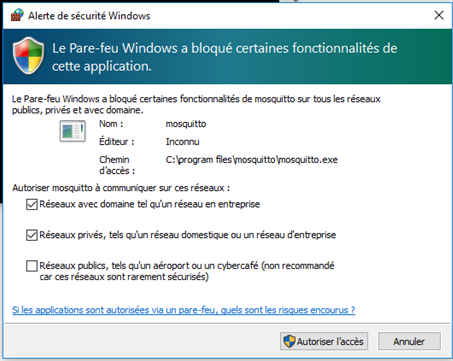 Alerte de sécurité Windows
Le Pare-feu Windows a bloqué certaines fonctionnalités de
cette application.
Le Pare-feu Windows a bloqué certaines fonctionnalités de mosquitto sur tous les réseaux
publics, privés et avec domaine.
Nom : mosquitto
Éditeur : Inconnu
Chemin C:\program files\mosquitto\mosquitto.exe
d'accès :
Autoriser mosquitto à communiquer sur ces réseaux :
Réseaux avec domaine tel qu'un réseau en entreprise
Réseaux privés, tels qu'un réseau domestique ou un réseau d'entreprise
Réseaux publics, tels qu'un aéroport ou un cybercafé (non recommandé
car ces réseaux sont rarement sécurisés)
Si les applications sont autorisées via un pare-feu, quels sont les risques encourus ?
Autoriser l'accès Annuler